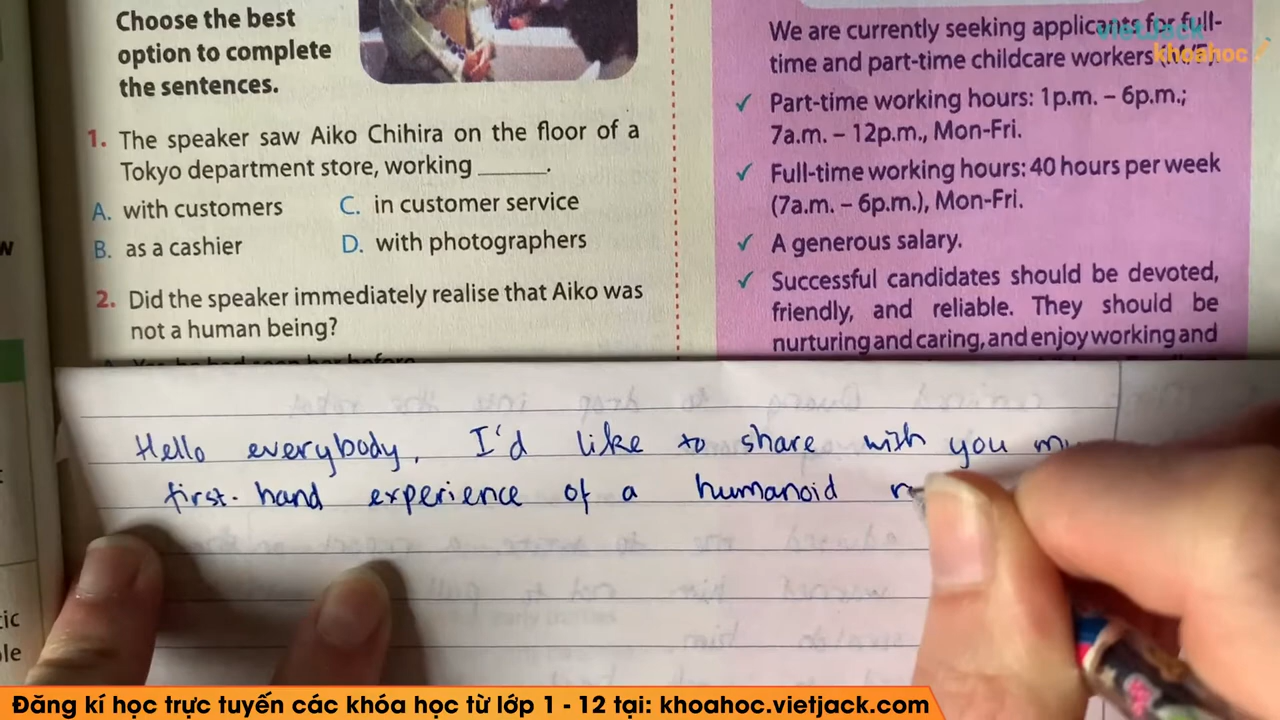 Choose the best
option to complete
the sentences.
1. The speaker saw Aiko Chihira on the floor of a
Tokyo department store, working ______.
A. with customers
C. in customer service
B. as a cashier
D. with photographers
2. Did the speaker immediately realise that Aiko was
not a human being?
We are currently seeking applicants for full-
time and part-time childcare workers
✓ Part-time working hours: 1p.m. – 6p.m.;
7a.m. – 12p.m., Mon-Fri.
✓ Full-time working hours: 40 hours per week
(7a.m. – 6p.m.), Mon-Fri.
✓ A generous salary.
✓ Successful candidates should be devoted,
friendly, and reliable. They should be
nurturing and caring, and enjoy working and
vietJack
khoahoc
Hello everybody. I'd like to share with you
first-hand experience of a humanoid
Đăng kí học trực tuyến các khóa học từ lớp 1 - 12 tại: khoahoc.vietjack.com